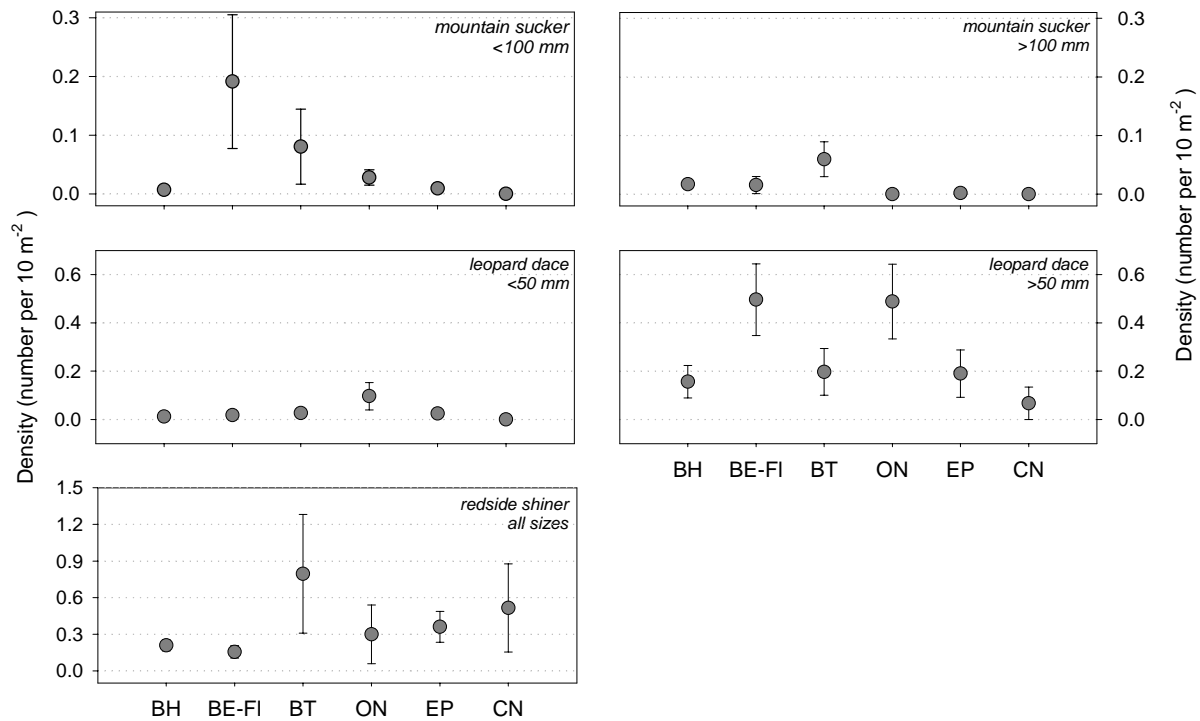 mountain sucker
<100 mm
0.3
0.2
0.1
0.0
mountain sucker
>100 mm
0.3
0.2
0.1
0.0
leopard dace
<50 mm
0.6
0.4
0.2
0.0
leopard dace
>50 mm
0.6
0.4
0.2
0.0
BH BE-FI BT ON EP CN
redside shiner
all sizes
1.5
1.2
0.9
0.6
0.3
0.0
BH BE-FI BT ON EP CN
Density (number per 10 m-2 )
Density (number per 10 m-2 )